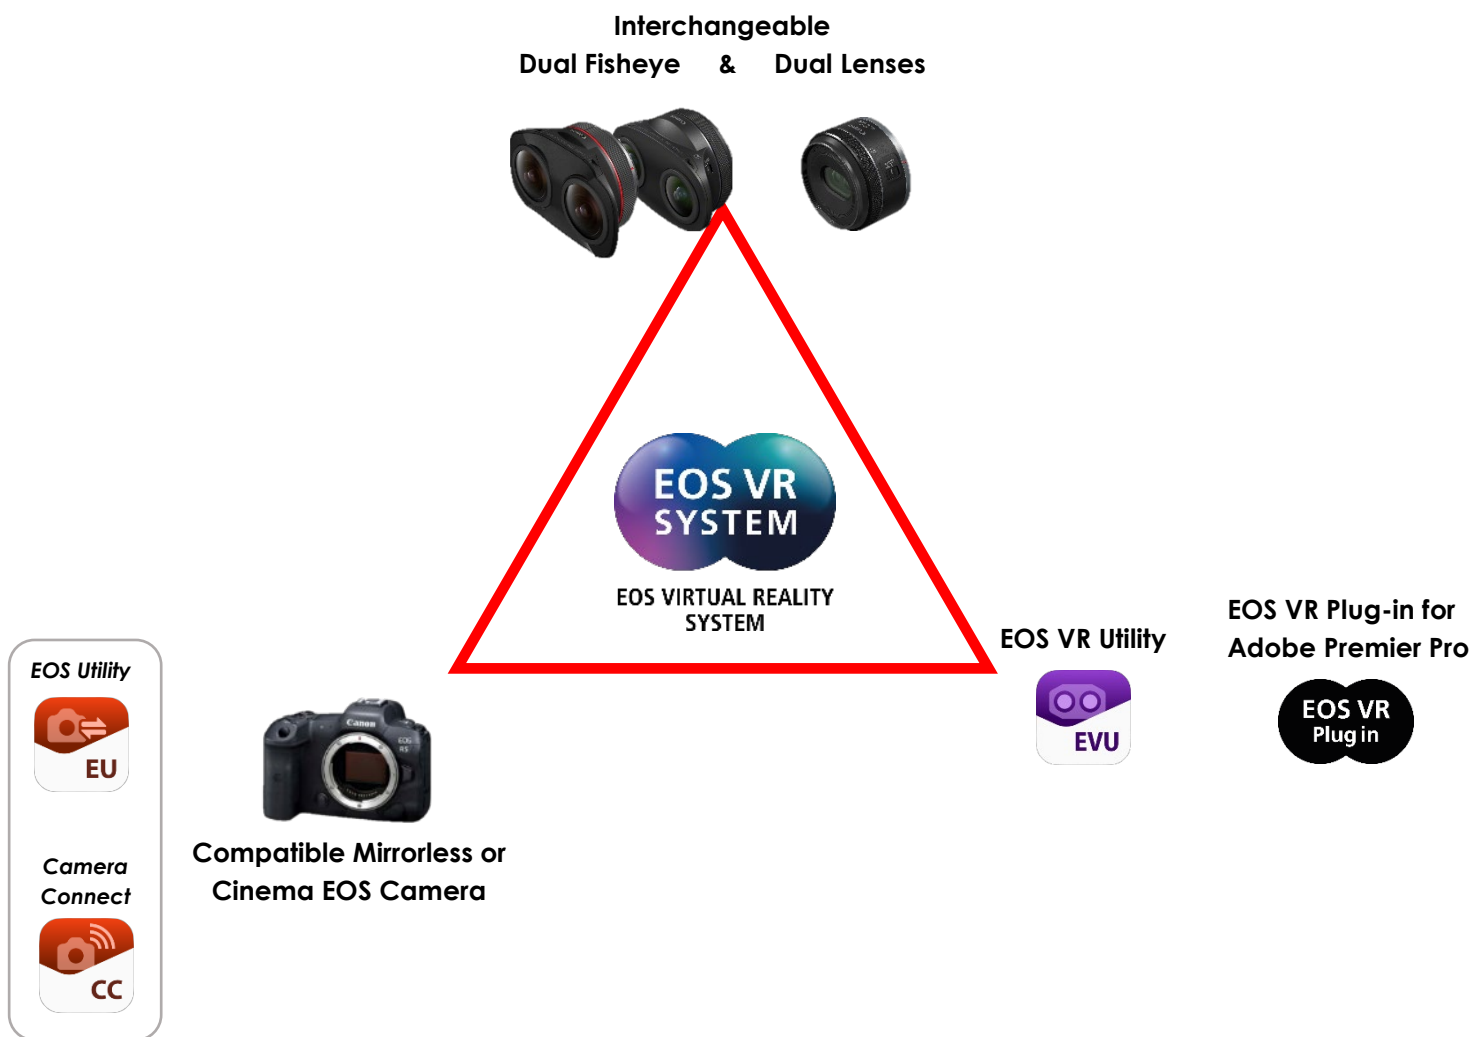 Interchangeable
Dual Fisheye & Dual Lenses
EOS VR
SYSTEM
EOS VIRTUAL REALITY
SYSTEM
EOS VR Utility
EVU
EOS VR Plug-in for
Adobe Premier Pro
EOS VR
Plug in
EOS Utility
EU
Camera
Connect
CC
Canon
EOS
R5
Compatible Mirrorless or
Cinema EOS Camera